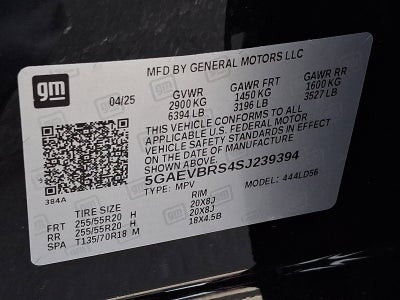 gm
MFD BY GENERAL MOTORS LLC
04/25 GVWR GAWR FRT GAWR RR
2900 KG 1450 KG 1600 KG
6394 LB 3196 LB 3527 LB
THIS VEHICLE CONFORMS TO ALL
APPLICABLE U.S. FEDERAL MOTOR
VEHICLE SAFETY STANDARDS IN EFFECT
ON THE DATE OF MANUFACTURE
SHOWN ABOVE.
5GAEVBRS4SJ239394
384A TYPE: MPV MODEL: 444LD56
TIRE SIZE RIM
FRT 255/55R20 H 20X8J
RR 255/55R20 H 20X8J
SPA T135/70R18 M 18X4.5B